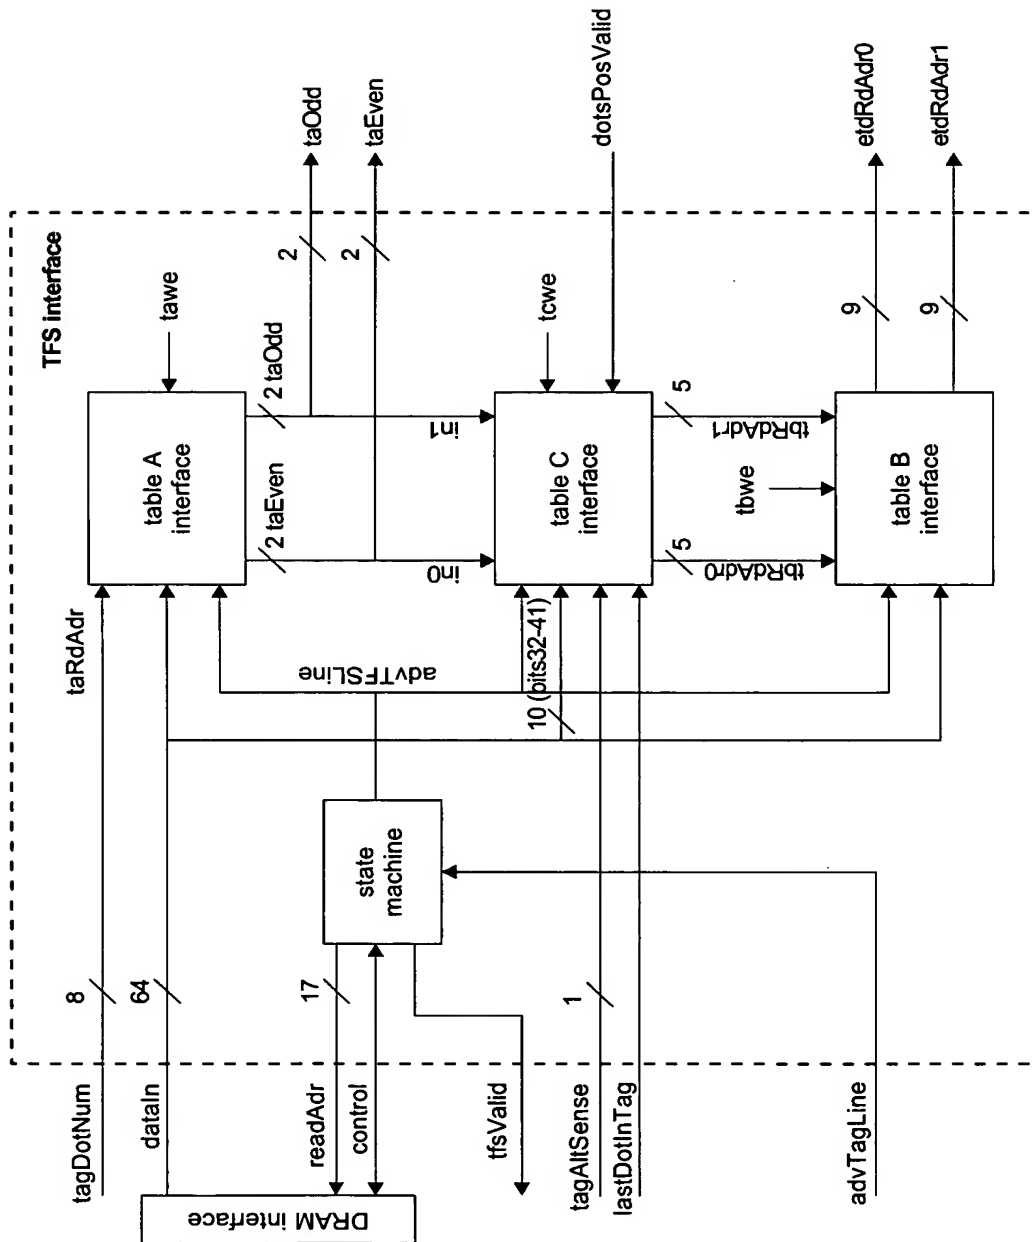 TFS interface
taOdd
taEven
dotsPosValid
etdRdAdr0
etdRdAdr1
2
2
9
9
tawe
tcwe
tbwe
table A
interface
table C
interface
table B
interface
2 taOdd
2 taEven
in1
in0
5
5
tbRdAdr1
tbRdAdr0
taRdAdr
advTFSLine
10 (bits32-41)
state
machine
8
64
17
1
tagDotNum
dataIn
readAdr
control
tfsValid
tagAltSense
lastDotInTag
advTagLine
DRAM interface